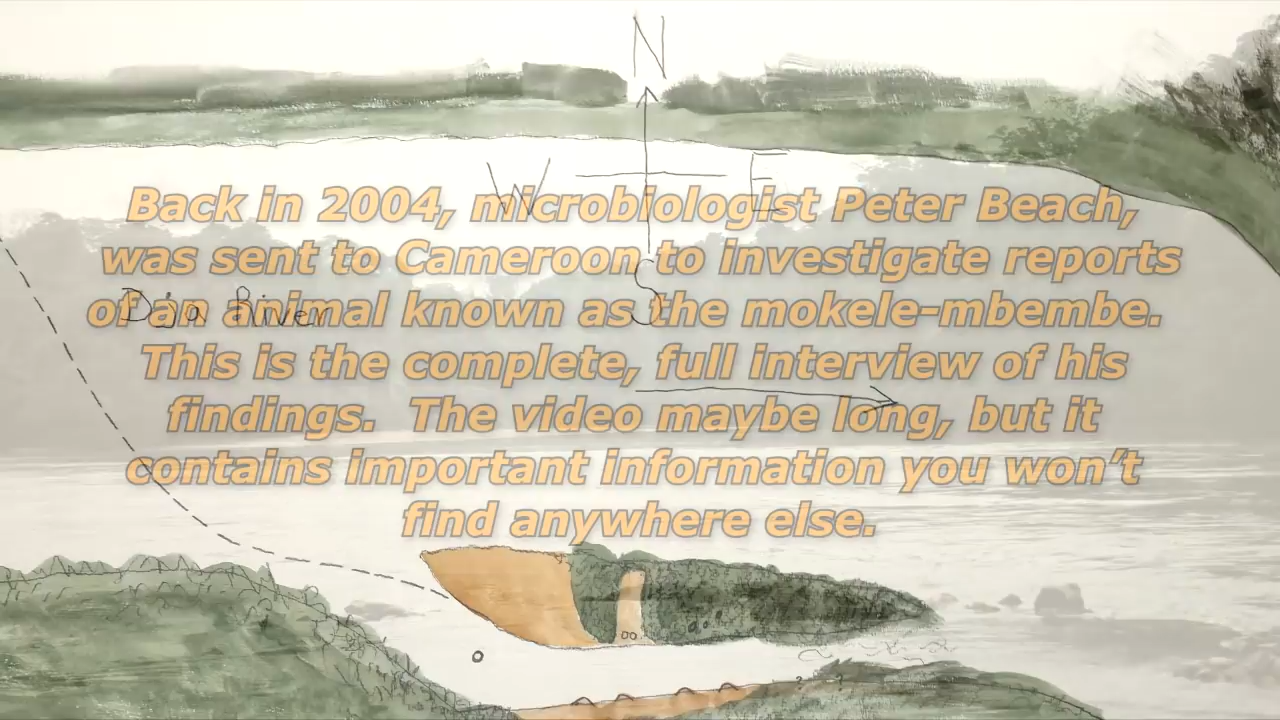 N
W E
Back in 2004, microbiologist Peter Beach,
was sent to Cameroon to investigate reports
S
Dja River
of an animal known as the mokele-mbembe.
This is the complete, full interview of his
findings. The video maybe long, but it
contains important information you won’t
find anywhere else.